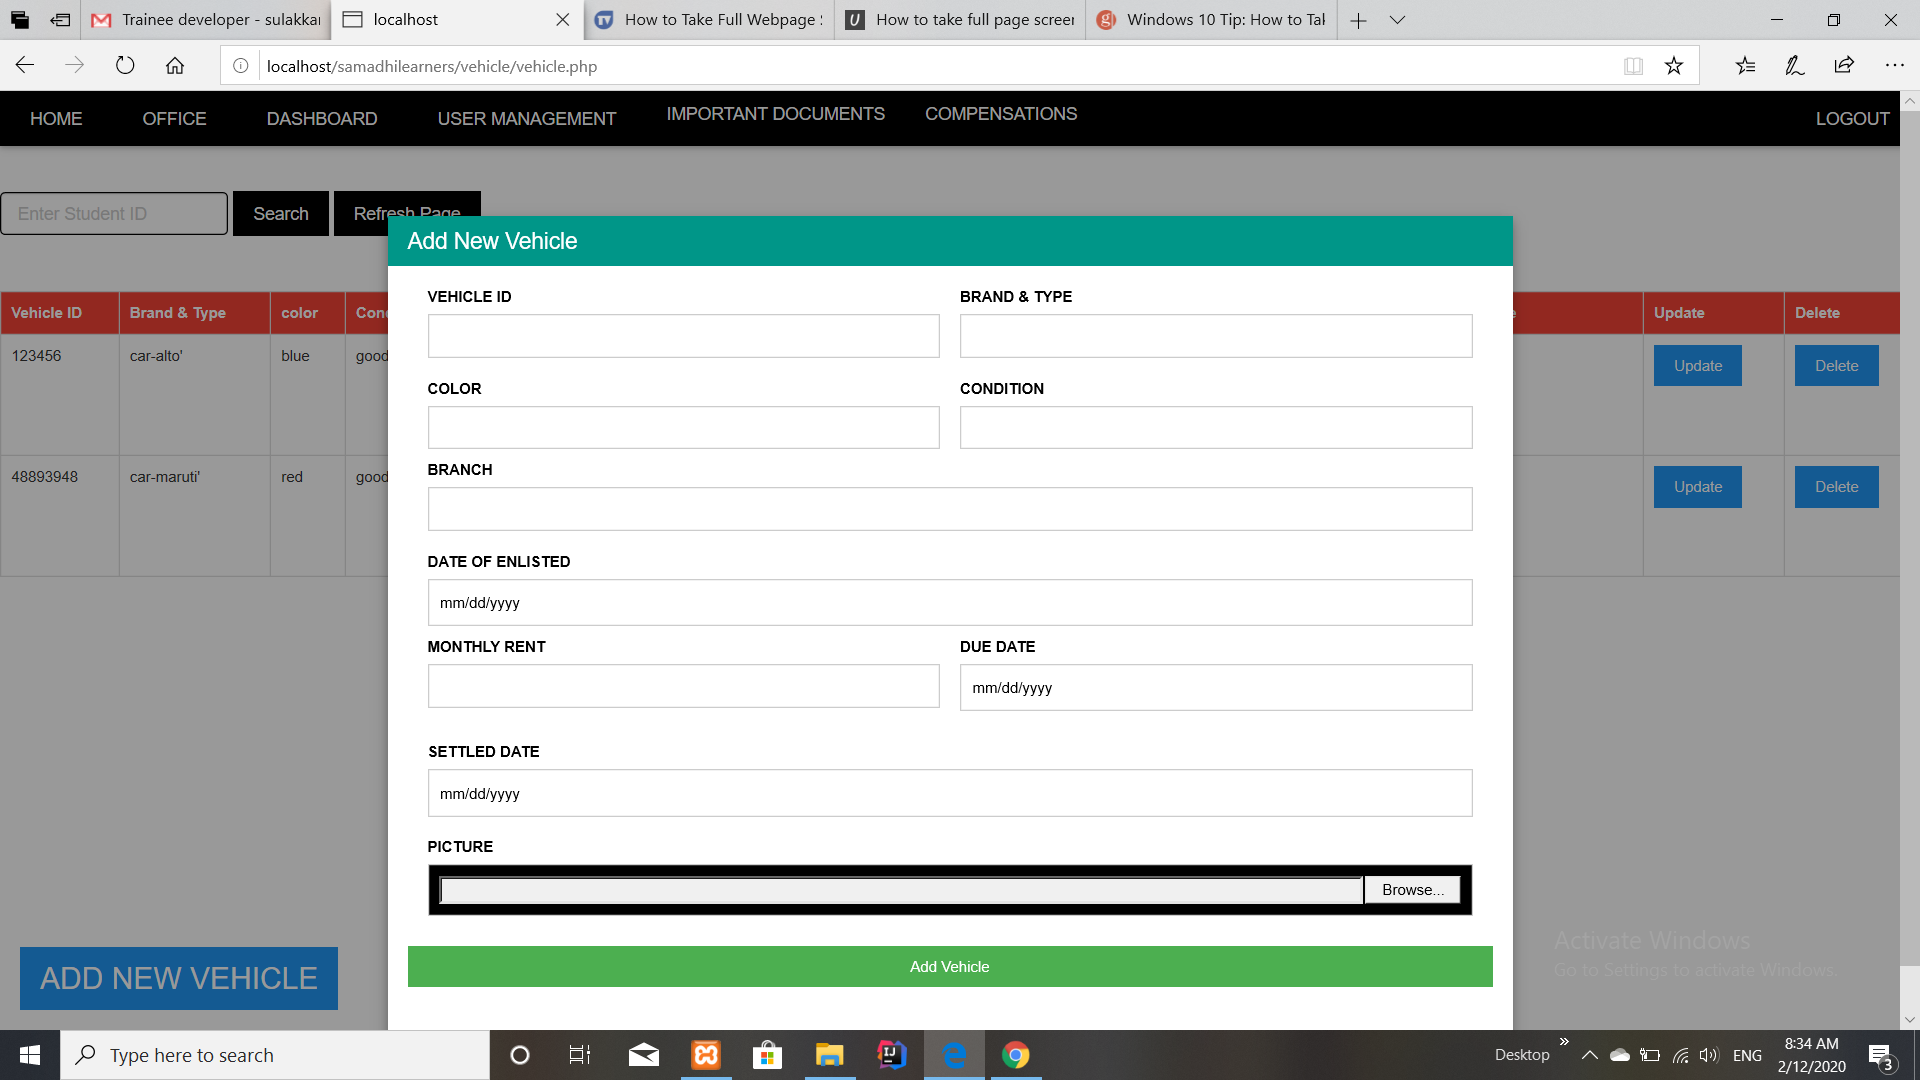 Trainee developer - sulakkai
localhost
How to Take Full Webpage S
How to take full page screen
Windows 10 Tip: How to Tak
localhost/samadhilearners/vehicle/vehicle.php
HOME OFFICE DASHBOARD USER MANAGEMENT IMPORTANT DOCUMENTS COMPENSATIONS LOGOUT
Enter Student ID Search Refresh Page
Add New Vehicle
VEHICLE ID BRAND & TYPE
Vehicle ID Brand & Type color Con e Update Delete
123456 car-alto' blue good Update Delete
COLOR CONDITION
BRANCH
48893948 car-maruti' red good Update Delete
DATE OF ENLISTED
mm/dd/yyyy
MONTHLY RENT DUE DATE
mm/dd/yyyy
SETTLED DATE
mm/dd/yyyy
PICTURE
Browse...
Activate Windows
Go to Settings to activate Windows.
Add Vehicle
ADD NEW VEHICLE
Type here to search
Desktop ENG
8:34 AM
2/12/2020
3